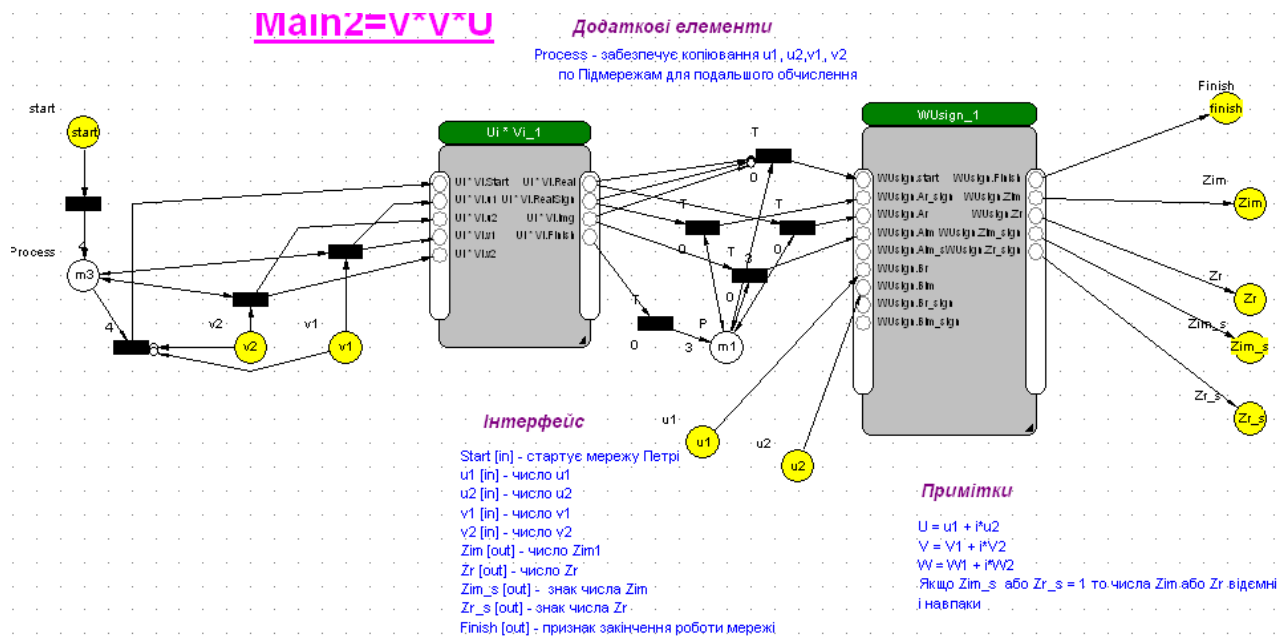 Main2=V*V*U
Додаткові елементи
Process - забезпечує копіювання u1, u2,v1, v2
по Підмережам для подальшого обчислення
start
start
Process
m3
4
v2
v2
v1
v1
Ui * Vi_1
UI * VI.Start
UI * VI.u1
UI * VI.u2
UI * VI.v1
UI * VI.v2
UI * VI.Real
UI * VI.RealSign
UI * VI.Img
UI * VI.Finish
T
0
T
0
T
0
T
3
0
T
0
3
P
m1
WUsign_1
WUsign.start
WUsign.Ar_sign
WUsign.Ar
WUsign.Aim
WUsign.Aim_s
WUsign.Br
WUsign.Bim
WUsign.Br_sign
WUsign.Bim_sign
WUsign.Finish
WUsign.Zim
WUsign.Zr
WUsign.Zim_sign
WUsign.Zr_sign
Finish
finish
Zim
Zim
Zr
Zr
Zim_s
Zim_s
Zr_s
Zr_s
u1
u1
u2
u2
Інтерфейс
Start [in] - стартує мережу Петрі
u1 [in] - число u1
u2 [in] - число u2
v1 [in] - число v1
v2 [in] - число v2
Zim [out] - число Zim1
Zr [out] - число Zr
Zim_s [out] - знак числа Zim
Zr_s [out] - знак числа Zr
Finish [out] - признак закінчення роботи мережі
Примітки
U = u1 + i*u2
V = V1 + i*V2
W = W1 + i*W2
Якщо Zim_s або Zr_s = 1 то числа Zim або Zr відємні
і навпаки